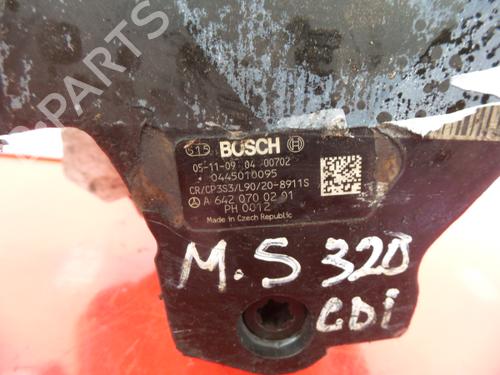 B-PARTS
515 BOSCH
05-11-09 04 00702
0445010095
CR/CP3S3/L90/20-8911S
A 642 070 02 01
PH 0012
Made in Czech Republic
M.S 320
CDi